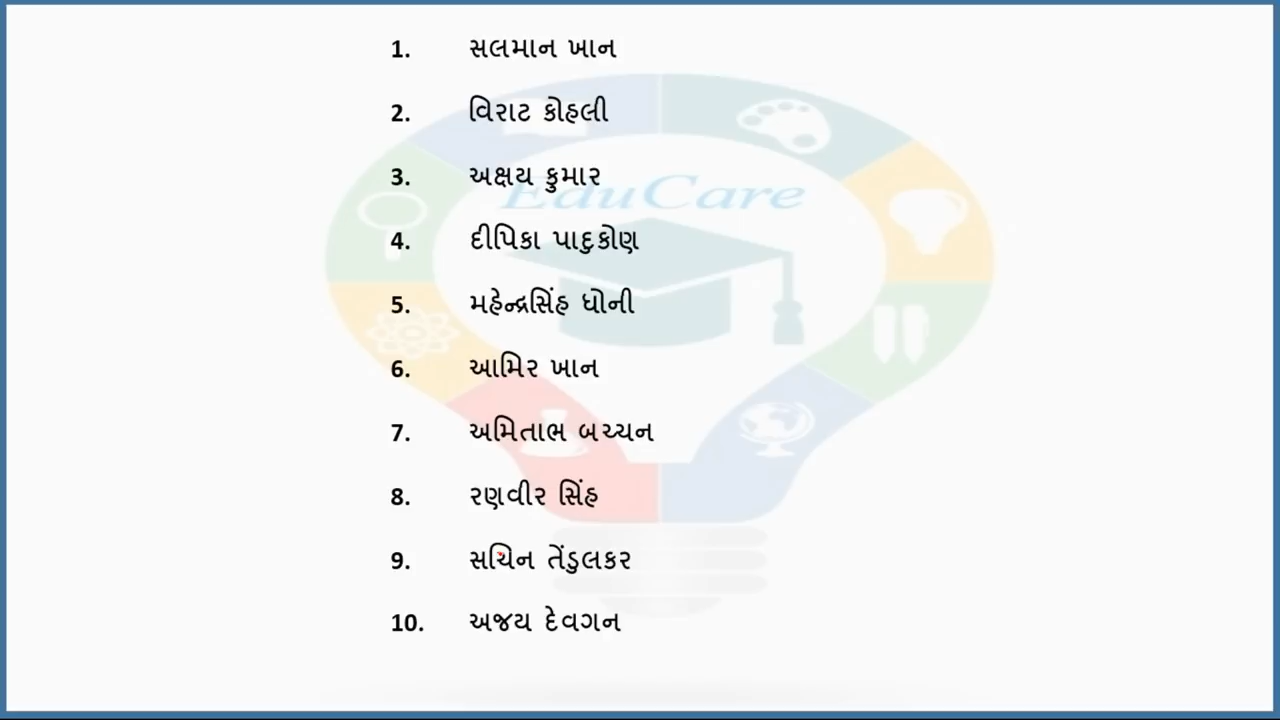 1. સલમાન ખાન
2. વિરાટ કોહલી
3. અક્ષય કુમાર
EduCare
4. દીપિકા પાદુકોણ
5. મહેન્દ્રસિંહ ધોની
6. આમિર ખાન
7. અમિતાભ બચ્ચન
8. રણવીર સિંહ
9. સચિન તેંડુલકર
10. અજય દેવગન